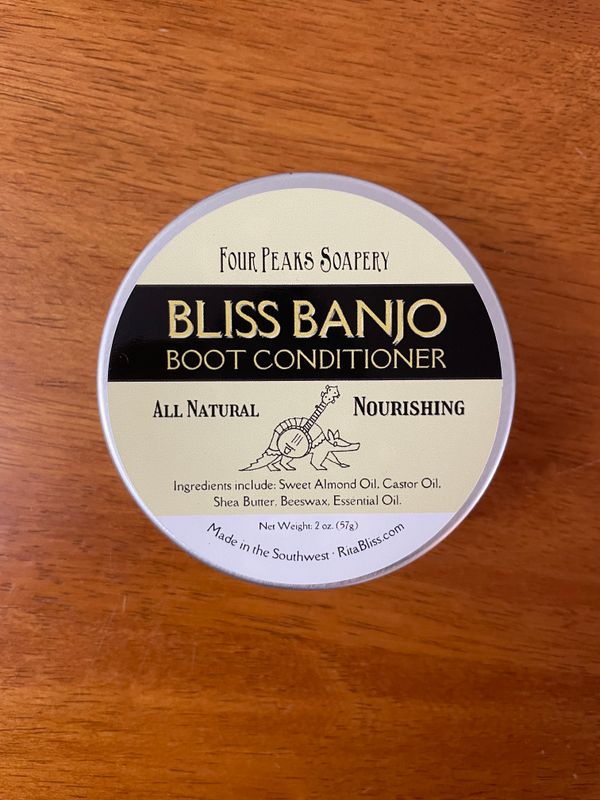 Four Peaks Soapery
BLISS BANJO
BOOT CONDITIONER
All Natural
Nourishing
Ingredients include: Sweet Almond Oil, Castor Oil,
Shea Butter, Beeswax, Essential Oil.
Net Weight: 2 oz. (57g)
Made in the Southwest · RitaBliss.com